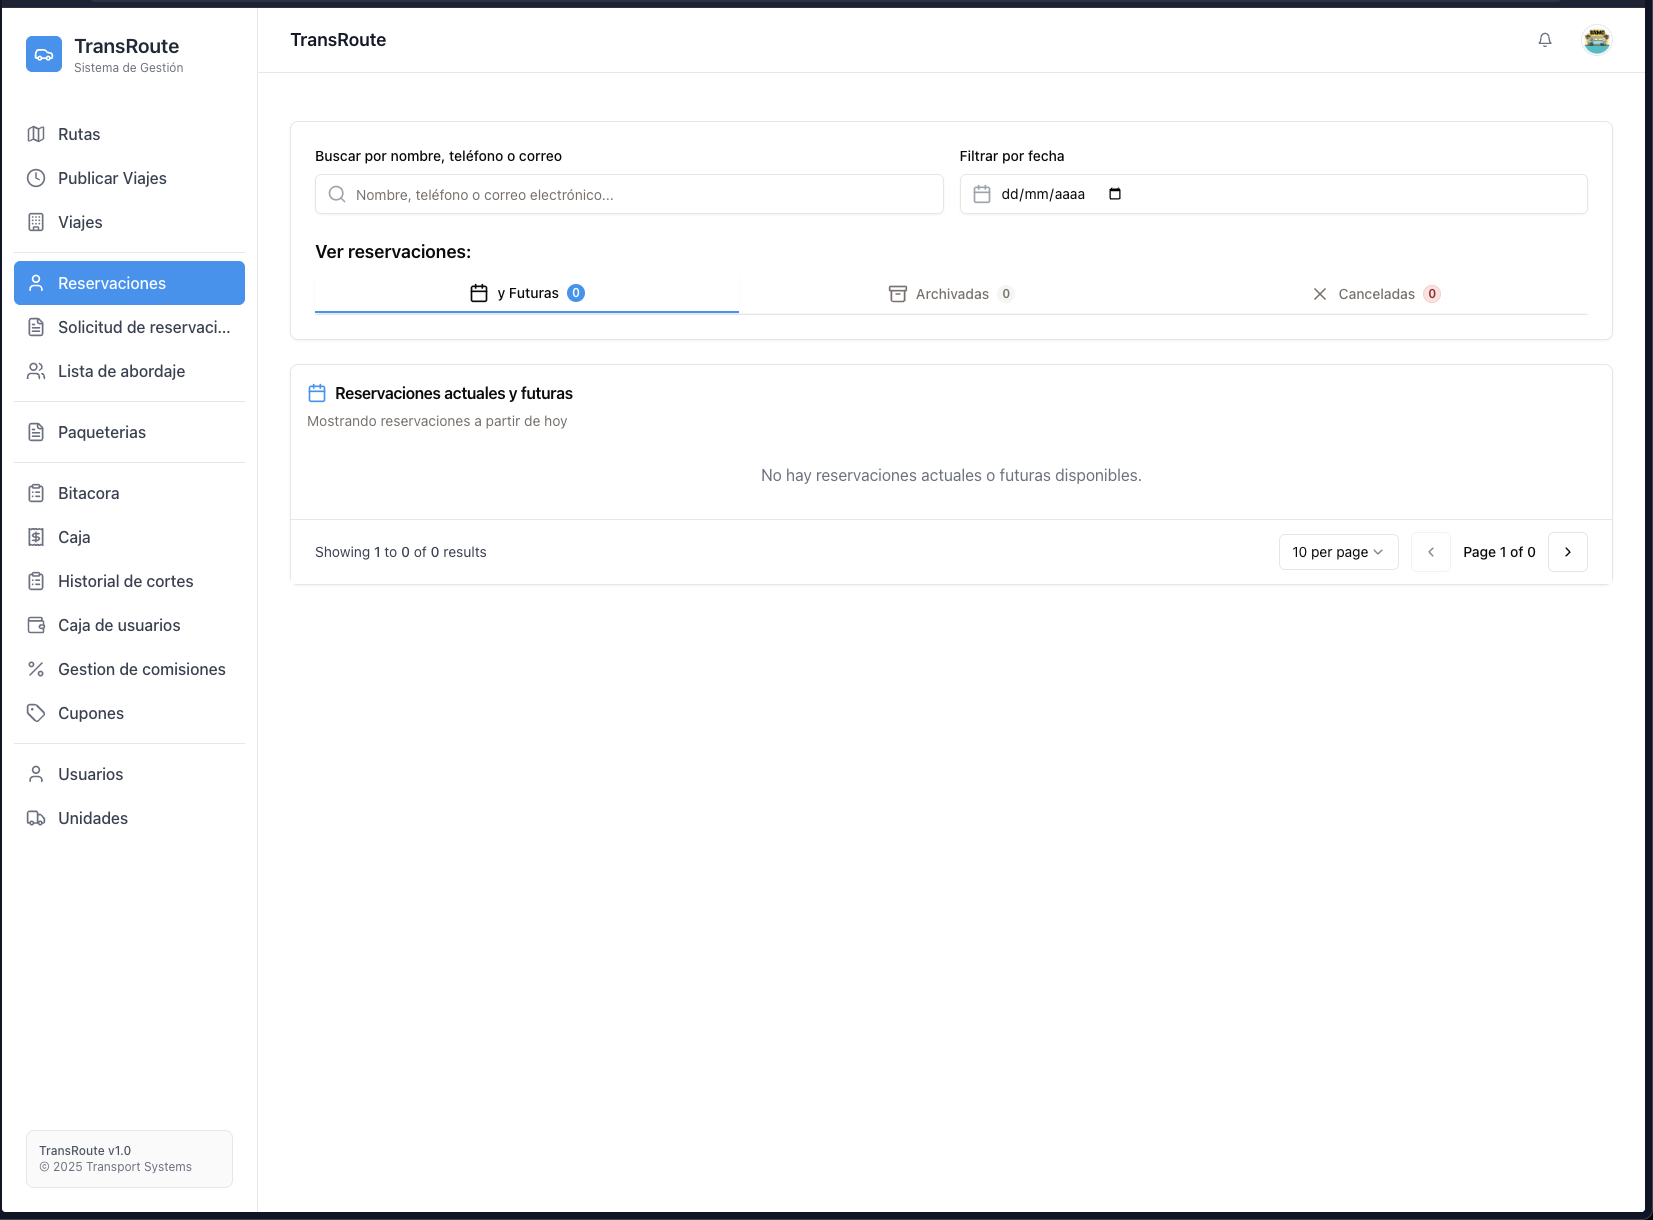 TransRoute
Sistema de Gestión
Rutas
Publicar Viajes
Viajes
Reservaciones
Solicitud de reservaci...
Lista de abordaje
Paqueterias
Bitacora
Caja
Historial de cortes
Caja de usuarios
Gestion de comisiones
Cupones
Usuarios
Unidades
TransRoute v1.0
© 2025 Transport Systems
TransRoute
Buscar por nombre, teléfono o correo
Nombre, teléfono o correo electrónico...
Filtrar por fecha
dd/mm/aaaa
Ver reservaciones:
y Futuras 0
Archivadas 0
Canceladas 0
Reservaciones actuales y futuras
Mostrando reservaciones a partir de hoy
No hay reservaciones actuales o futuras disponibles.
Showing 1 to 0 of 0 results
10 per page
Page 1 of 0